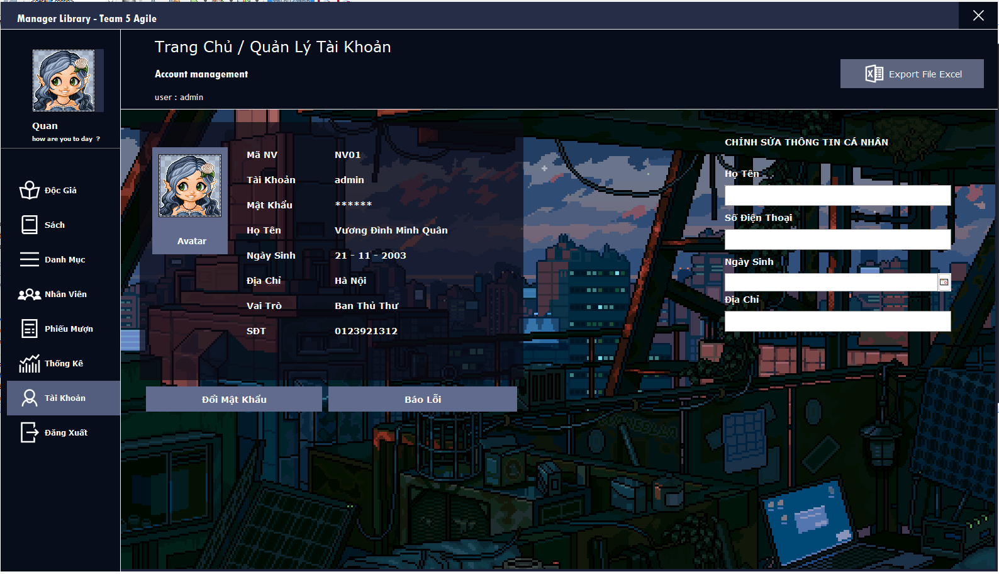 Manager Library - Team 5 Agile
Quan
how are you to day ?
Độc Giả
Sách
Danh Mục
Nhân Viên
Phiếu Mượn
Thống Kê
Tài Khoản
Đăng Xuất
Trang Chủ / Quản Lý Tài Khoản
Account management
user : admin
Export File Excel
Avatar
Mã NV NV01
Tài Khoản admin
Mật Khẩu ******
Họ Tên Vương Đình Minh Quân
Ngày Sinh 21 - 11 - 2003
Địa Chỉ Hà Nội
Vai Trò Ban Thủ Thư
SĐT 0123921312
Đổi Mật Khẩu
Báo Lỗi
CHỈNH SỬA THÔNG TIN CÁ NHÂN
Họ Tên
Số Điện Thoại
Ngày Sinh
Địa Chỉ